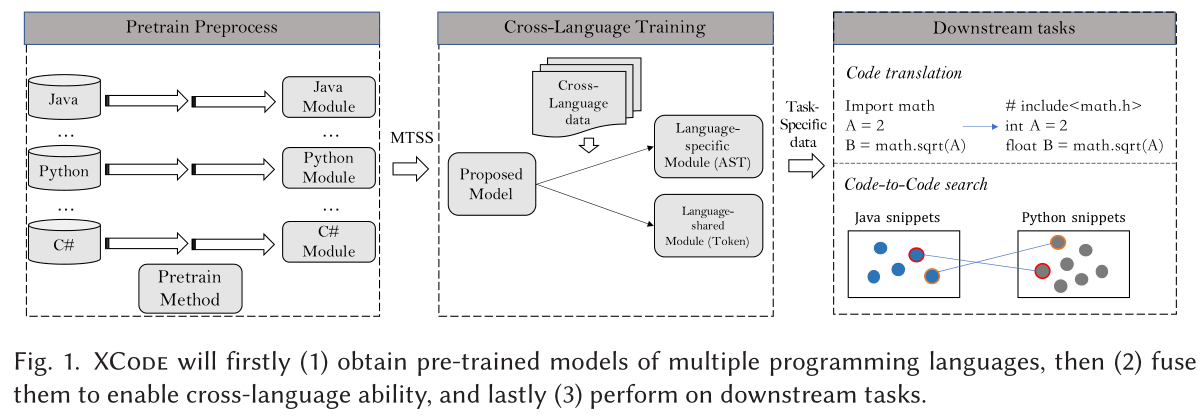 Pretrain Preprocess
Java
Java
Module
...
Python
Python
Module
...
...
C#
C#
Module
...
Pretrain
Method
MTSS
Cross-Language Training
Cross-
Language
data
Proposed
Model
Language-
specific
Module (AST)
Language-
shared
Module (Token)
Task-
Specific
data
Downstream tasks
Code translation
Import math
A = 2
B = math.sqrt(A)
# include<math.h>
int A = 2
float B = math.sqrt(A)
Code-to-Code search
Java snippets
Python snippets
Fig. 1. XCODE will firstly (1) obtain pre-trained models of multiple programming languages, then (2) fuse
them to enable cross-language ability, and lastly (3) perform on downstream tasks.